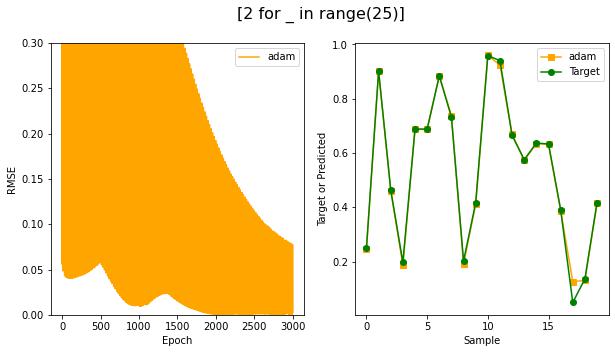 [2 for _ in range(25)]
0.30
0.25
0.20
0.15
0.10
0.05
0.00
RMSE
0
500
1000
1500
2000
2500
3000
Epoch
adam
1.0
0.8
0.6
0.4
0.2
Target or Predicted
0
5
10
15
Sample
adam
Target